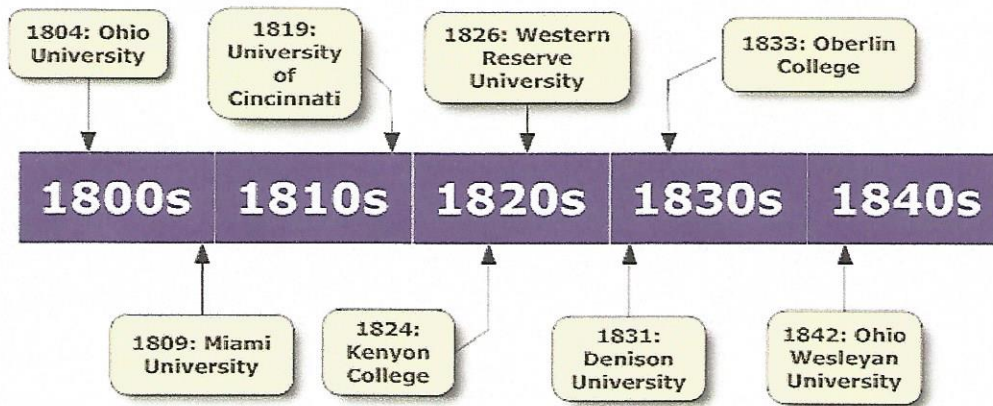 1804: Ohio
University
1819:
University
of
Cincinnati
1826: Western
Reserve
University
1833: Oberlin
College
1800s
1810s
1820s
1830s
1840s
1809: Miami
University
1824:
Kenyon
College
1831:
Denison
University
1842: Ohio
Wesleyan
University